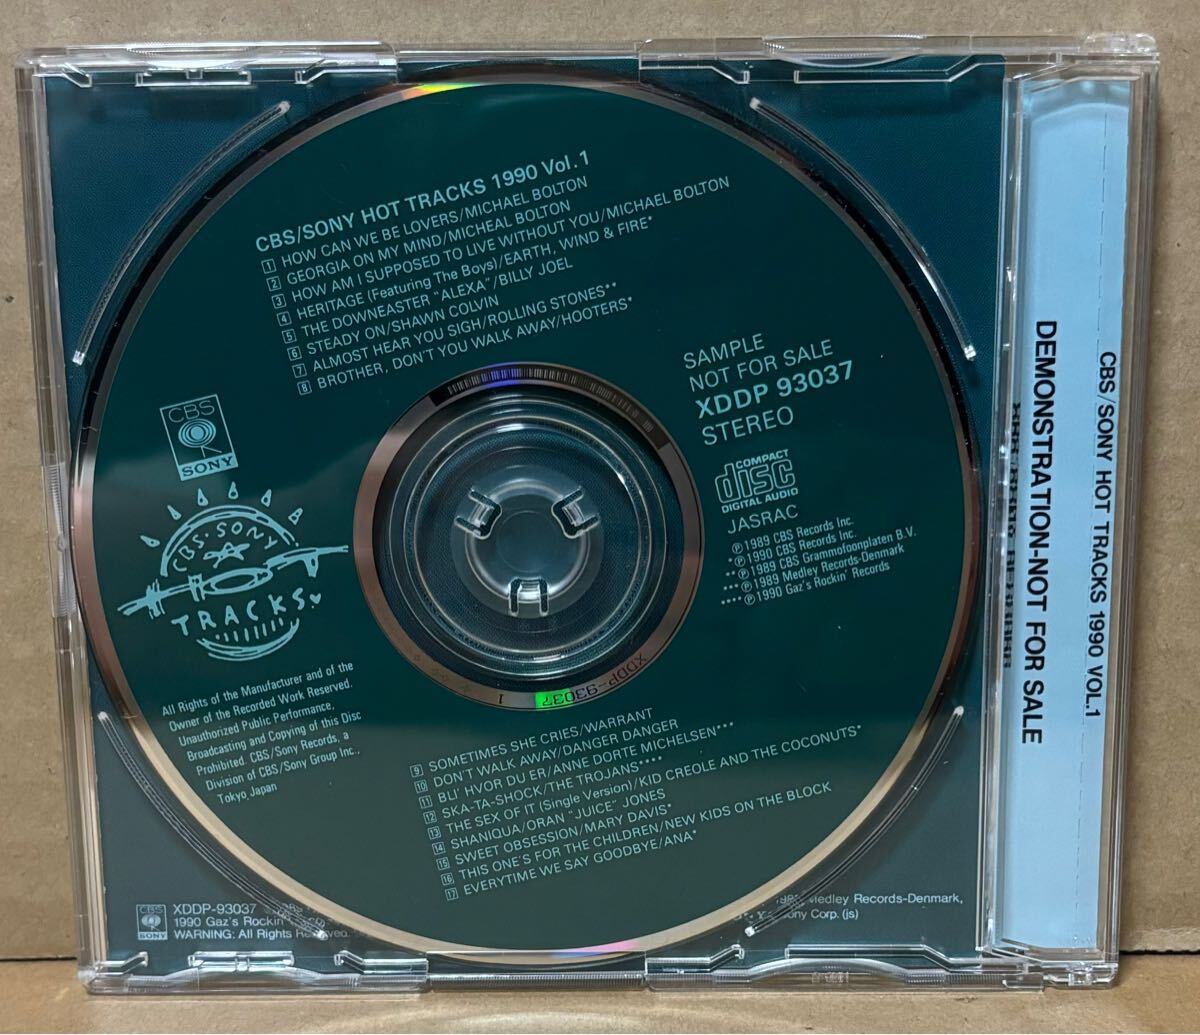 CBS/SONY HOT TRACKS 1990 Vol.1
1 HOW CAN WE BE LOVERS/MICHAEL BOLTON
2 GEORGIA ON MY MIND/MICHEAL BOLTON
3 HOW AM I SUPPOSED TO LIVE WITHOUT YOU/MICHAEL BOLTON
4 HERITAGE (Featuring The Boys)/EARTH, WIND & FIRE*
5 THE DOWNEASTER "ALEXA"/BILLY JOEL
6 STEADY ON/SHAWN COLVIN
7 ALMOST HEAR YOU SIGH/ROLLING STONES**
8 BROTHER, DON'T YOU WALK AWAY/HOOTERS*
SAMPLE
NOT FOR SALE
XDDP 93037
STEREO
COMPACT
disc
DIGITAL AUDIO
JASRAC
Ⓟ1989 CBS Records Inc.
*Ⓟ1990 CBS Records Inc.
**Ⓟ1989 CBS Grammofoonplaten B.V.
***Ⓟ1989 Medley Records-Denmark
****Ⓟ1990 Gaz's Rockin' Records
CBS
SONY
CBS·SONY
HOT
TRACKS
All Rights of the Manufacturer and of the
Owner of the Recorded Work Reserved.
Unauthorized Public Performance,
Broadcasting and Copying of this Disc
Prohibited. CBS/Sony Records, a
Division of CBS/Sony Group Inc.,
Tokyo, Japan
XDDP-93037 1
9 SOMETIMES SHE CRIES/WARRANT
10 DON'T WALK AWAY/DANGER DANGER
11 BLI' HVOR DU ER/ANNE DORTE MICHELSEN***
12 SKA-TA-SHOCK/THE TROJANS****
13 THE SEX OF IT (Single Version)/KID CREOLE AND THE COCONUTS*
14 SHANIQUA/ORAN "JUICE" JONES
15 SWEET OBSESSION/MARY DAVIS*
16 THIS ONE'S FOR THE CHILDREN/NEW KIDS ON THE BLOCK
17 EVERYTIME WE SAY GOODBYE/ANA*
CBS
SONY
XDDP-93037
1990 Gaz's Rockin'
WARNING: All Rights Reserved.
Medley Records-Denmark,
Sony Corp. (js)
CBS/SONY HOT TRACKS 1990 VOL.1
DEMONSTRATION-NOT FOR SALE